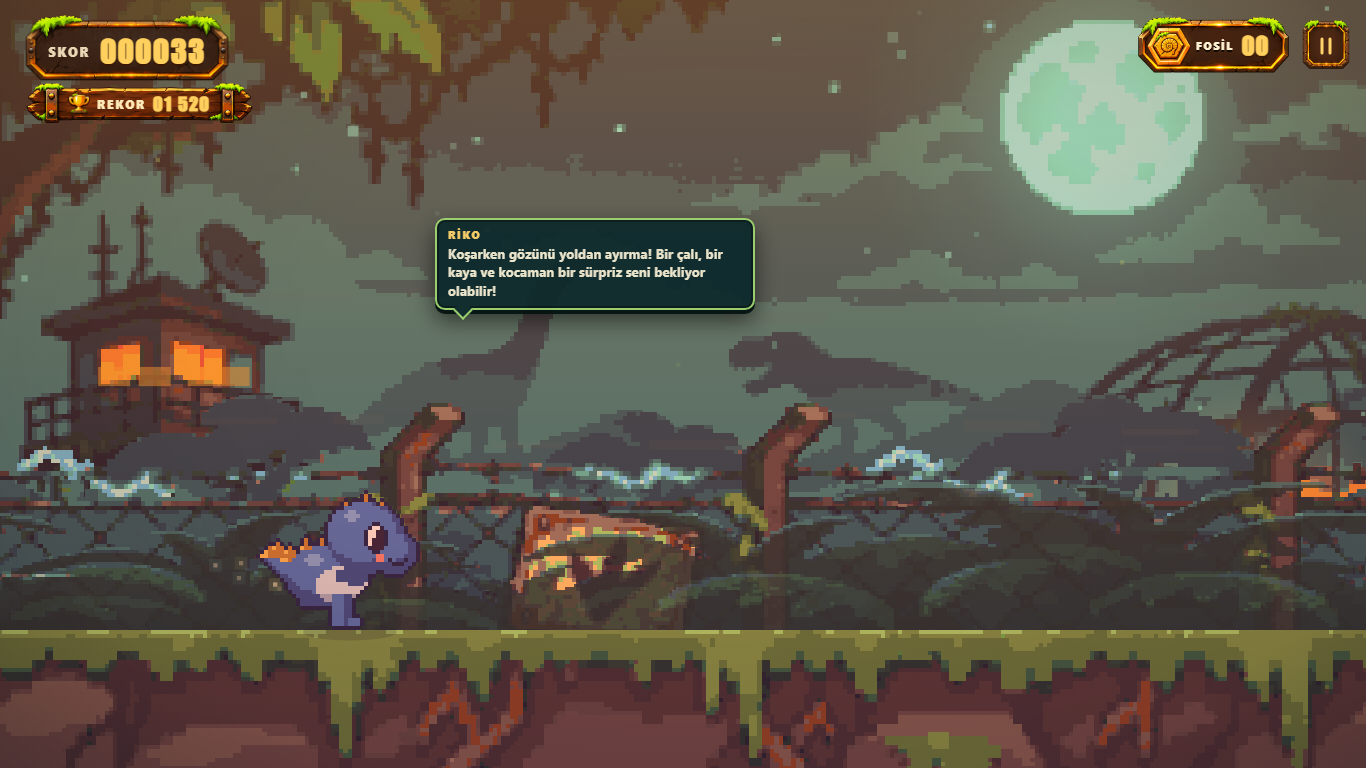 SKOR 000033
REKOR 01 520
FOSİL 00
RİKO
Koşarken gözünü yoldan ayırma! Bir çalı, bir
kaya ve kocaman bir sürpriz seni bekliyor
olabilir!